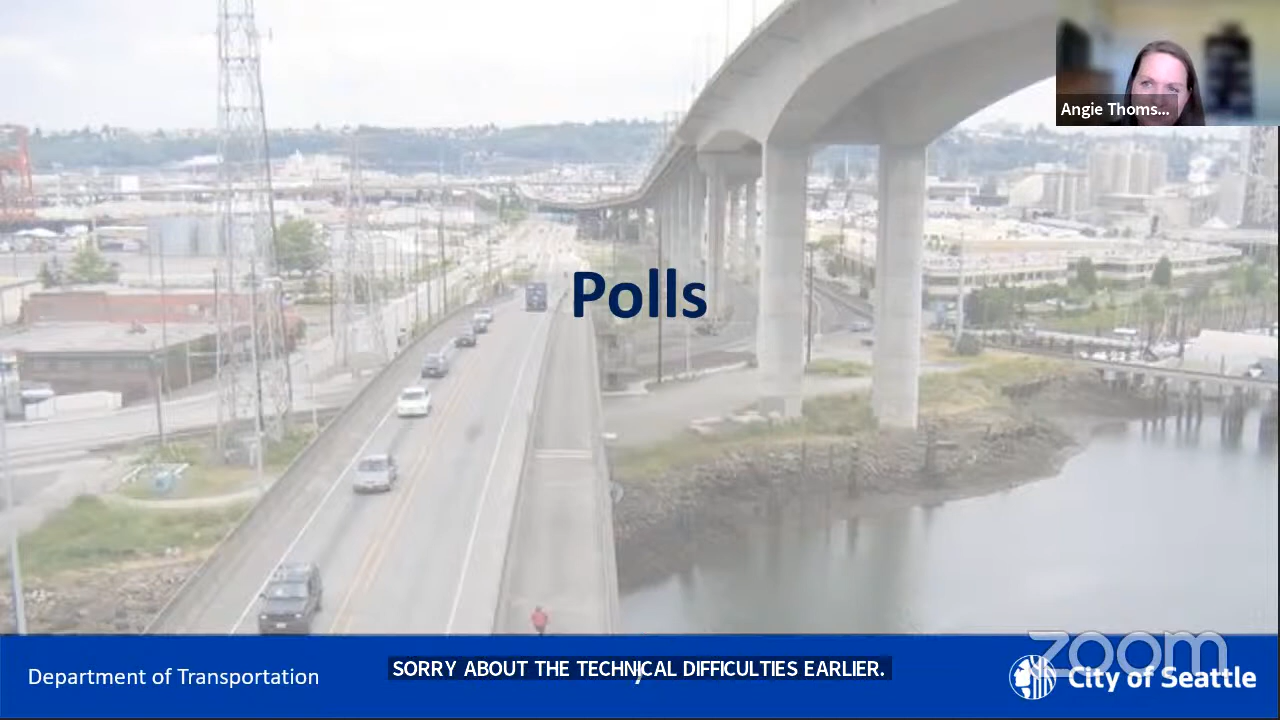 Angie Thoms...
Polls
Department of Transportation
SORRY ABOUT THE TECHNICAL DIFFICULTIES EARLIER.
zoom
City of Seattle